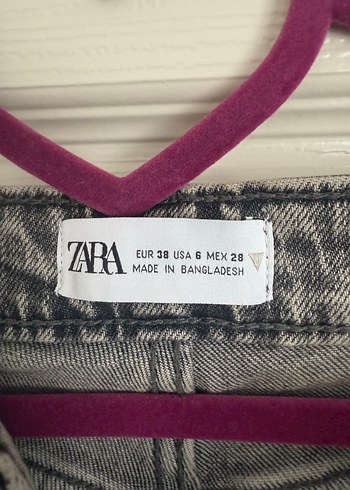 ZARA
EUR 38 USA 6 MEX 28
MADE IN BANGLADESH